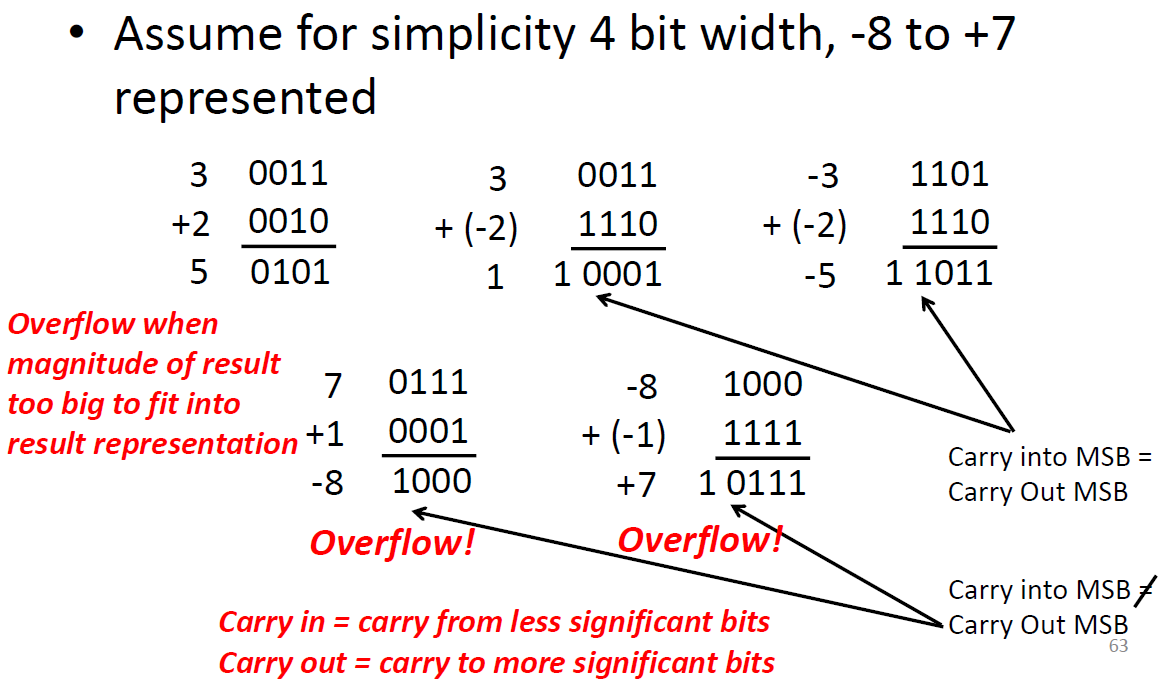 • Assume for simplicity 4 bit width, -8 to +7
represented
3 0011
+2 0010
5 0101
3 0011
+ (-2) 1110
1 1 0001
-3 1101
+ (-2) 1110
-5 1 1011
Overflow when
magnitude of result
too big to fit into
result representation
7 0111
+1 0001
-8 1000
Overflow!
-8 1000
+ (-1) 1111
+7 1 0111
Overflow!
Carry into MSB =
Carry Out MSB
Carry into MSB ≠
Carry Out MSB
Carry in = carry from less significant bits
Carry out = carry to more significant bits
63